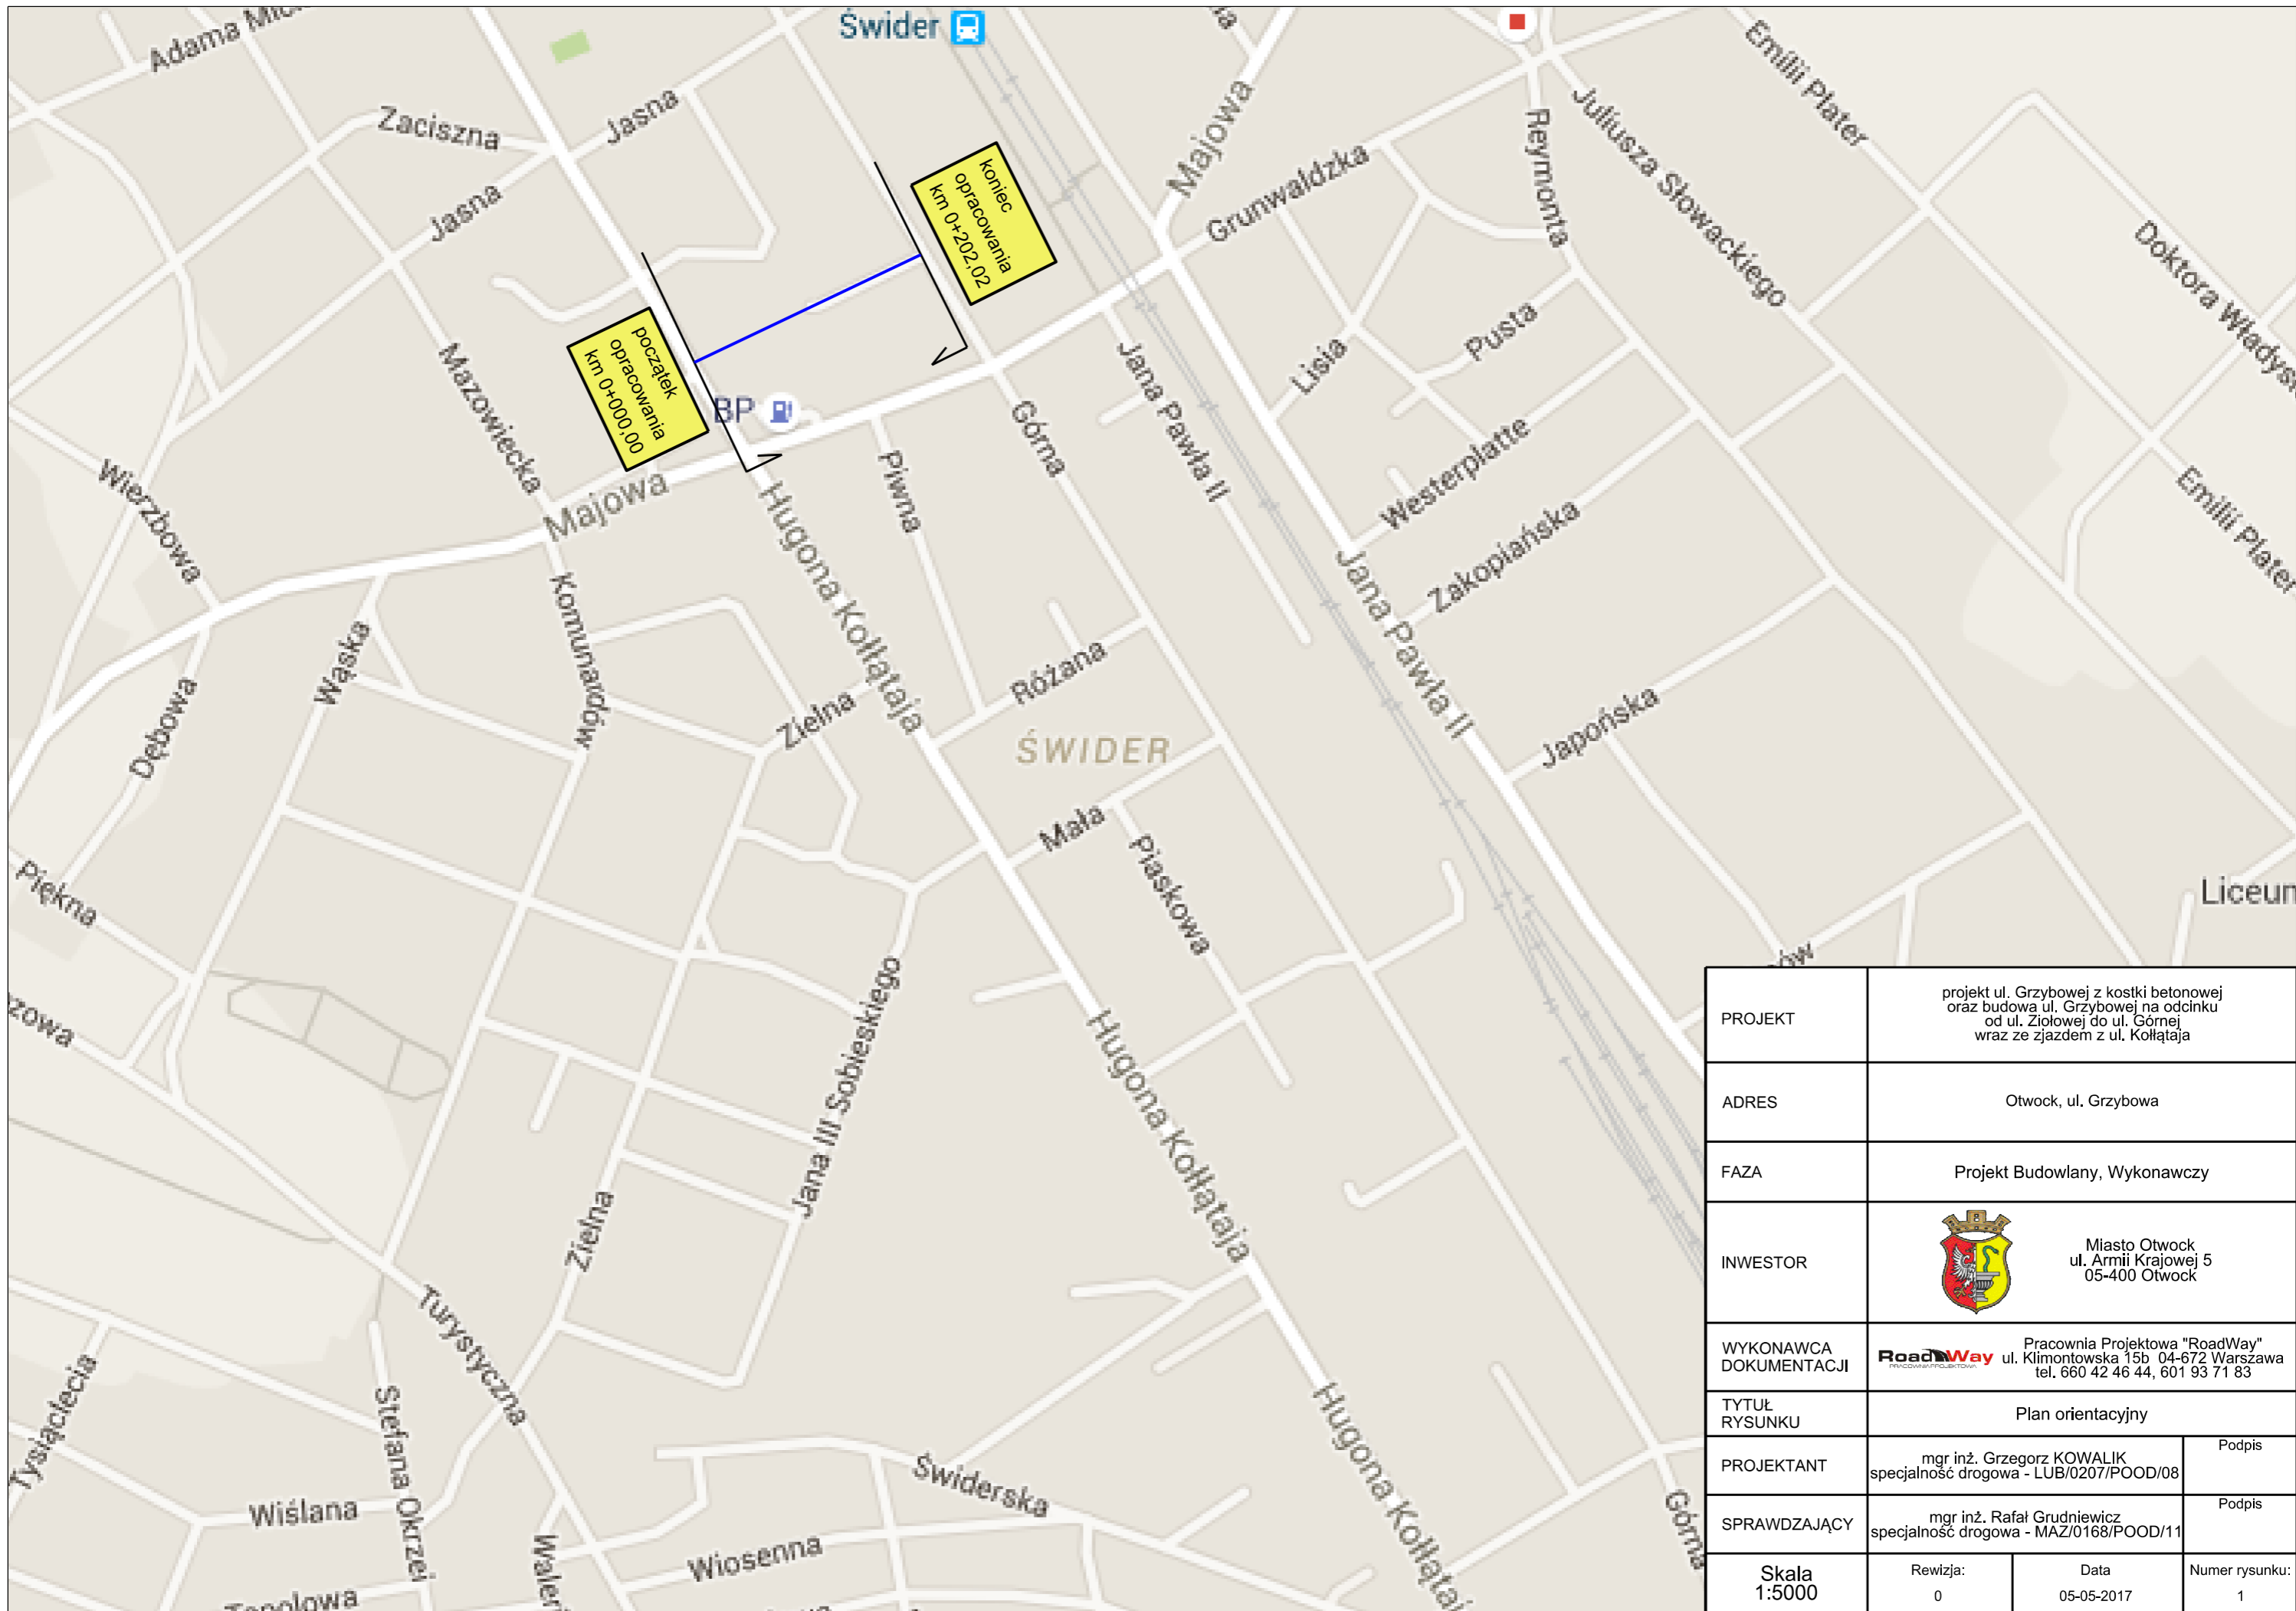 Świder
Zaciszna
Jasna
Jasna
Majowa
Grunwaldzka
Reymonta
Juliusza Słowackiego
Emilii Plater
koniec
opracowania
km 0+202,02
początek
opracowania
km 0+000,00
BP
Mazowiecka
Górna
Jana Pawła II
Lisia
Pusta
Westerplatte
Zakopiańska
Emilii Plater
Wierzbowa
Majowa
Hugona Kołłątaja
Piwna
Komunardów
Wąska
Dębowa
Zielna
Różana
ŚWIDER
Jana Pawła II
Japońska
Mała
Piaskowa
Piękna
Jana III Sobieskiego
Hugona Kołłątaja
Zielna
Turystyczna
Tysiąclecia
Stefana Okrzei
Wiślana
Świderska
Wiosenna
Hugona Kołłątaj
Górna
PROJEKT
projekt ul. Grzybowej z kostki betonowej
oraz budowa ul. Grzybowej na odcinku
od ul. Ziołowej do ul. Górnej
wraz ze zjazdem z ul. Kołłątaja
ADRES
Otwock, ul. Grzybowa
FAZA
Projekt Budowlany, Wykonawczy
INWESTOR
Miasto Otwock
ul. Armii Krajowej 5
05-400 Otwock
WYKONAWCA
DOKUMENTACJI
RoadWay
PRACOWNIA PROJEKTOWA
Pracownia Projektowa "RoadWay"
ul. Klimontowska 15b 04-672 Warszawa
tel. 660 42 46 44, 601 93 71 83
TYTUŁ
RYSUNKU
Plan orientacyjny
PROJEKTANT
mgr inż. Grzegorz KOWALIK
specjalność drogowa - LUB/0207/POOD/08
Podpis
SPRAWDZAJĄCY
mgr inż. Rafał Grudniewicz
specjalność drogowa - MAZ/0168/POOD/11
Podpis
Skala
1:5000
Rewizja:
0
Data
05-05-2017
Numer rysunku:
1